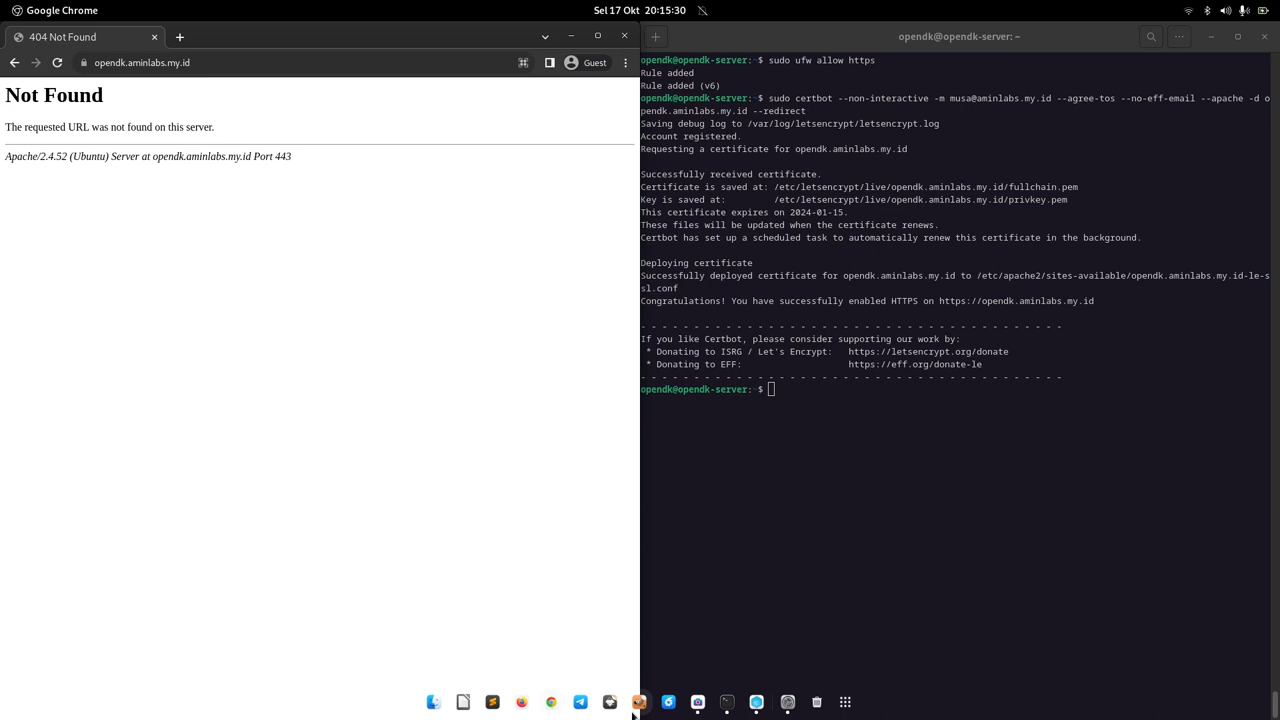 Google Chrome
Sel 17 Okt 20:15:30
404 Not Found
opendk.aminlabs.my.id
Guest
Not Found
The requested URL was not found on this server.
Apache/2.4.52 (Ubuntu) Server at opendk.aminlabs.my.id Port 443
opendk@opendk-server: ~
opendk@opendk-server:~$ sudo ufw allow https
Rule added
Rule added (v6)
opendk@opendk-server:~$ sudo certbot --non-interactive -m musa@aminlabs.my.id --agree-tos --no-eff-email --apache -d o
pendk.aminlabs.my.id --redirect
Saving debug log to /var/log/letsencrypt/letsencrypt.log
Account registered.
Requesting a certificate for opendk.aminlabs.my.id
Successfully received certificate.
Certificate is saved at: /etc/letsencrypt/live/opendk.aminlabs.my.id/fullchain.pem
Key is saved at:         /etc/letsencrypt/live/opendk.aminlabs.my.id/privkey.pem
This certificate expires on 2024-01-15.
These files will be updated when the certificate renews.
Certbot has set up a scheduled task to automatically renew this certificate in the background.
Deploying certificate
Successfully deployed certificate for opendk.aminlabs.my.id to /etc/apache2/sites-available/opendk.aminlabs.my.id-le-s
sl.conf
Congratulations! You have successfully enabled HTTPS on https://opendk.aminlabs.my.id
- - - - - - - - - - - - - - - - - - - - - - - - - - - - - - - - - - - - - - - -
If you like Certbot, please consider supporting our work by:
 * Donating to ISRG / Let's Encrypt:   https://letsencrypt.org/donate
 * Donating to EFF:                    https://eff.org/donate-le
- - - - - - - - - - - - - - - - - - - - - - - - - - - - - - - - - - - - - - - -
opendk@opendk-server:~$